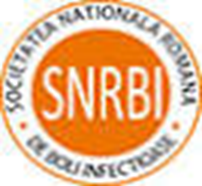 SOCIETATEA NATIONALA ROMANA
SNRBI
DE BOLI INFECTIOASE